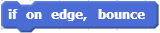 if on edge, bounce